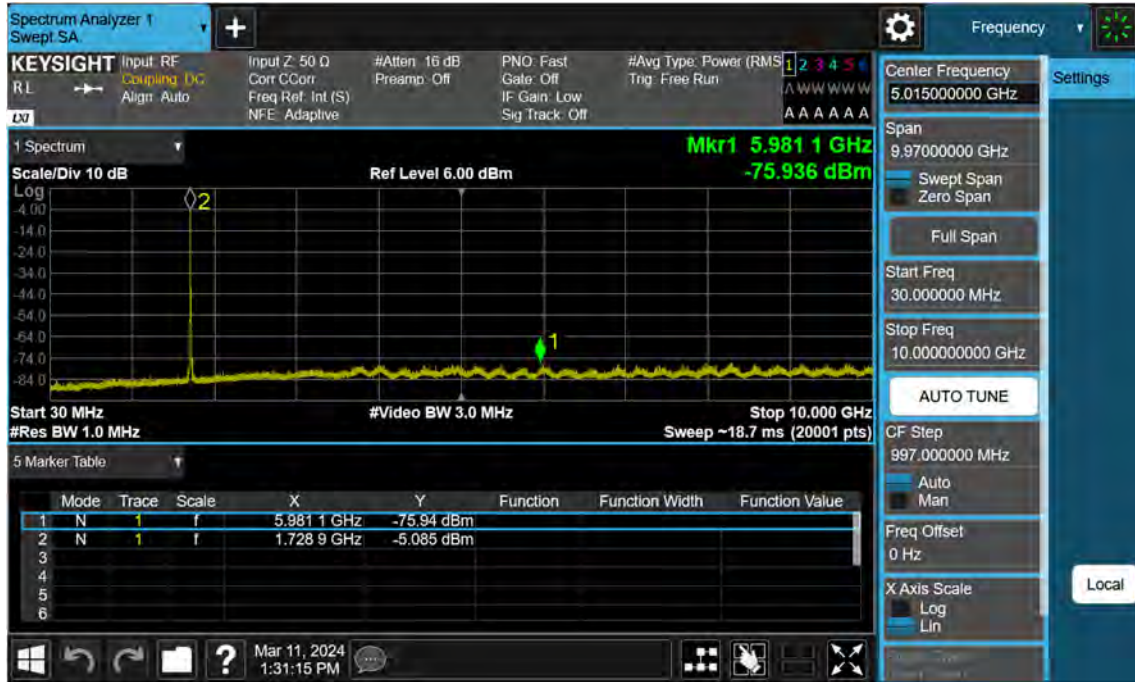 Spectrum Analyzer 1
Swept SA
+
Frequency
KEYSIGHT
RL
LXI
Input: RF
Coupling: DC
Align: Auto
Input Z: 50 Ω
Corr CCorr
Freq Ref: Int (S)
NFE: Adaptive
#Atten: 16 dB
Preamp: Off
PNO: Fast
Gate: Off
IF Gain: Low
Sig Track: Off
#Avg Type: Power (RMS
Trig: Free Run
1 2 3 4 5 6
A W W W W W
A A A A A A
1 Spectrum
Mkr1 5.981 1 GHz
-75.936 dBm
Scale/Div 10 dB
Ref Level 6.00 dBm
Log
-4.00
-14.0
-24.0
-34.0
-44.0
-54.0
-64.0
-74.0
-84.0
2
1
Start 30 MHz
#Video BW 3.0 MHz
Stop 10.000 GHz
#Res BW 1.0 MHz
Sweep ~18.7 ms (20001 pts)
5 Marker Table
Mode Trace Scale X Y Function Function Width Function Value
1 N 1 f 5.981 1 GHz -75.94 dBm
2 N 1 f 1.728 9 GHz -5.085 dBm
3
4
5
6
?
Mar 11, 2024
1:31:15 PM
Center Frequency
5.015000000 GHz
Settings
Span
9.97000000 GHz
Swept Span
Zero Span
Full Span
Start Freq
30.000000 MHz
Stop Freq
10.000000000 GHz
AUTO TUNE
CF Step
997.000000 MHz
Auto
Man
Freq Offset
0 Hz
X Axis Scale
Log
Lin
Local